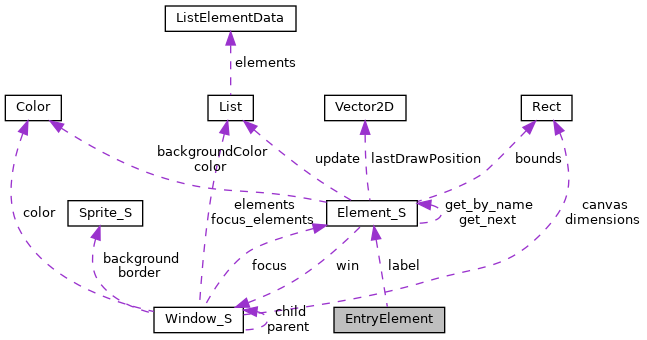 ListElementData
elements
Color
List
Vector2D
Rect
backgroundColor
color
update
lastDrawPosition
bounds
color
Sprite_S
elements
focus_elements
Element_S
get_by_name
get_next
canvas
dimensions
background
border
focus
win
label
Window_S
child
parent
EntryElement